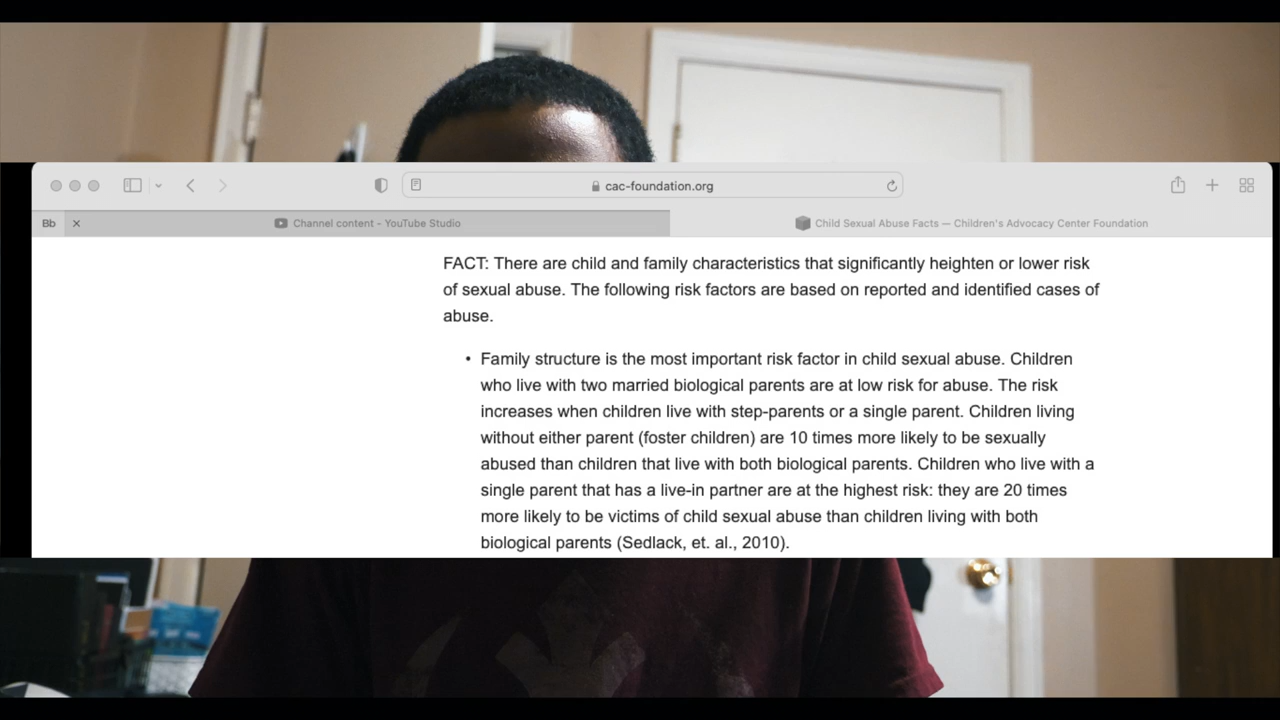 cac-foundation.org
Bb
Channel content - YouTube Studio
Child Sexual Abuse Facts — Children's Advocacy Center Foundation
FACT: There are child and family characteristics that significantly heighten or lower risk
of sexual abuse. The following risk factors are based on reported and identified cases of
abuse.
• Family structure is the most important risk factor in child sexual abuse. Children
who live with two married biological parents are at low risk for abuse. The risk
increases when children live with step-parents or a single parent. Children living
without either parent (foster children) are 10 times more likely to be sexually
abused than children that live with both biological parents. Children who live with a
single parent that has a live-in partner are at the highest risk: they are 20 times
more likely to be victims of child sexual abuse than children living with both
biological parents (Sedlack, et. al., 2010).